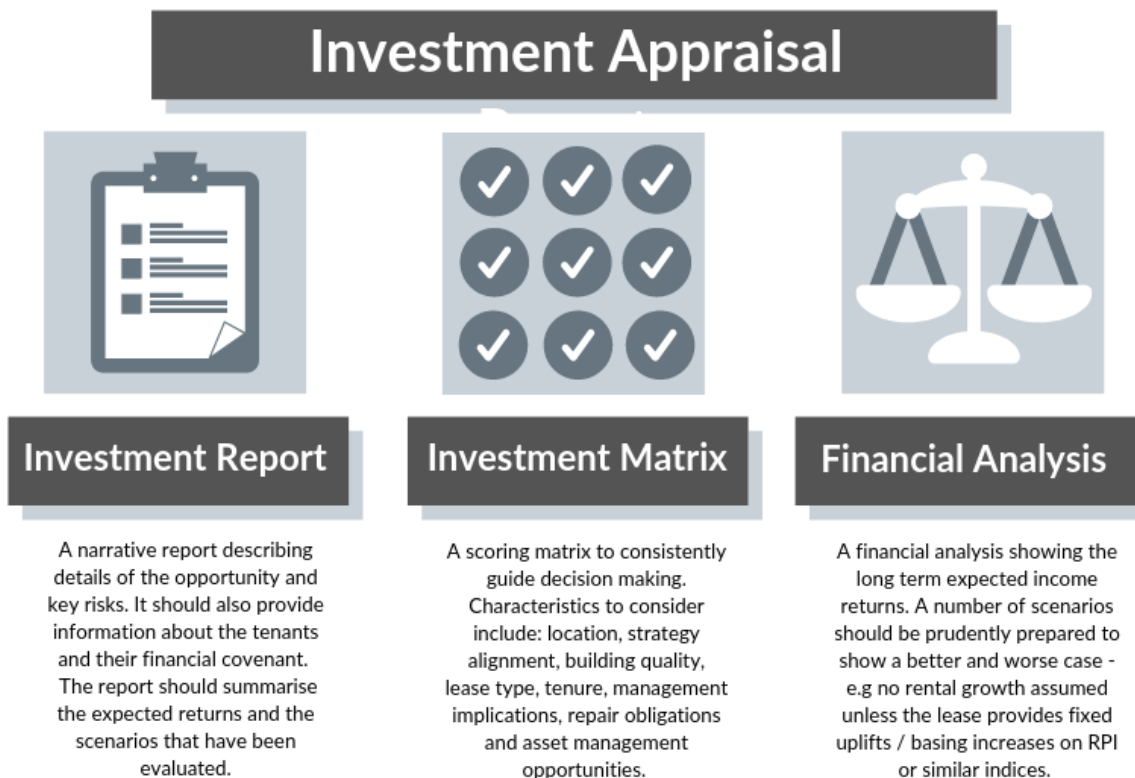 Investment Appraisal
Investment Report
A narrative report describing
details of the opportunity and
key risks. It should also provide
information about the tenants
and their financial covenant.
The report should summarise
the expected returns and the
scenarios that have been
evaluated.
Investment Matrix
A scoring matrix to consistently
guide decision making.
Characteristics to consider
include: location, strategy
alignment, building quality,
lease type, tenure, management
implications, repair obligations
and asset management
opportunities.
Financial Analysis
A financial analysis showing the
long term expected income
returns. A number of scenarios
should be prudently prepared to
show a better and worse case -
e.g no rental growth assumed
unless the lease provides fixed
uplifts / basing increases on RPI
or similar indices.